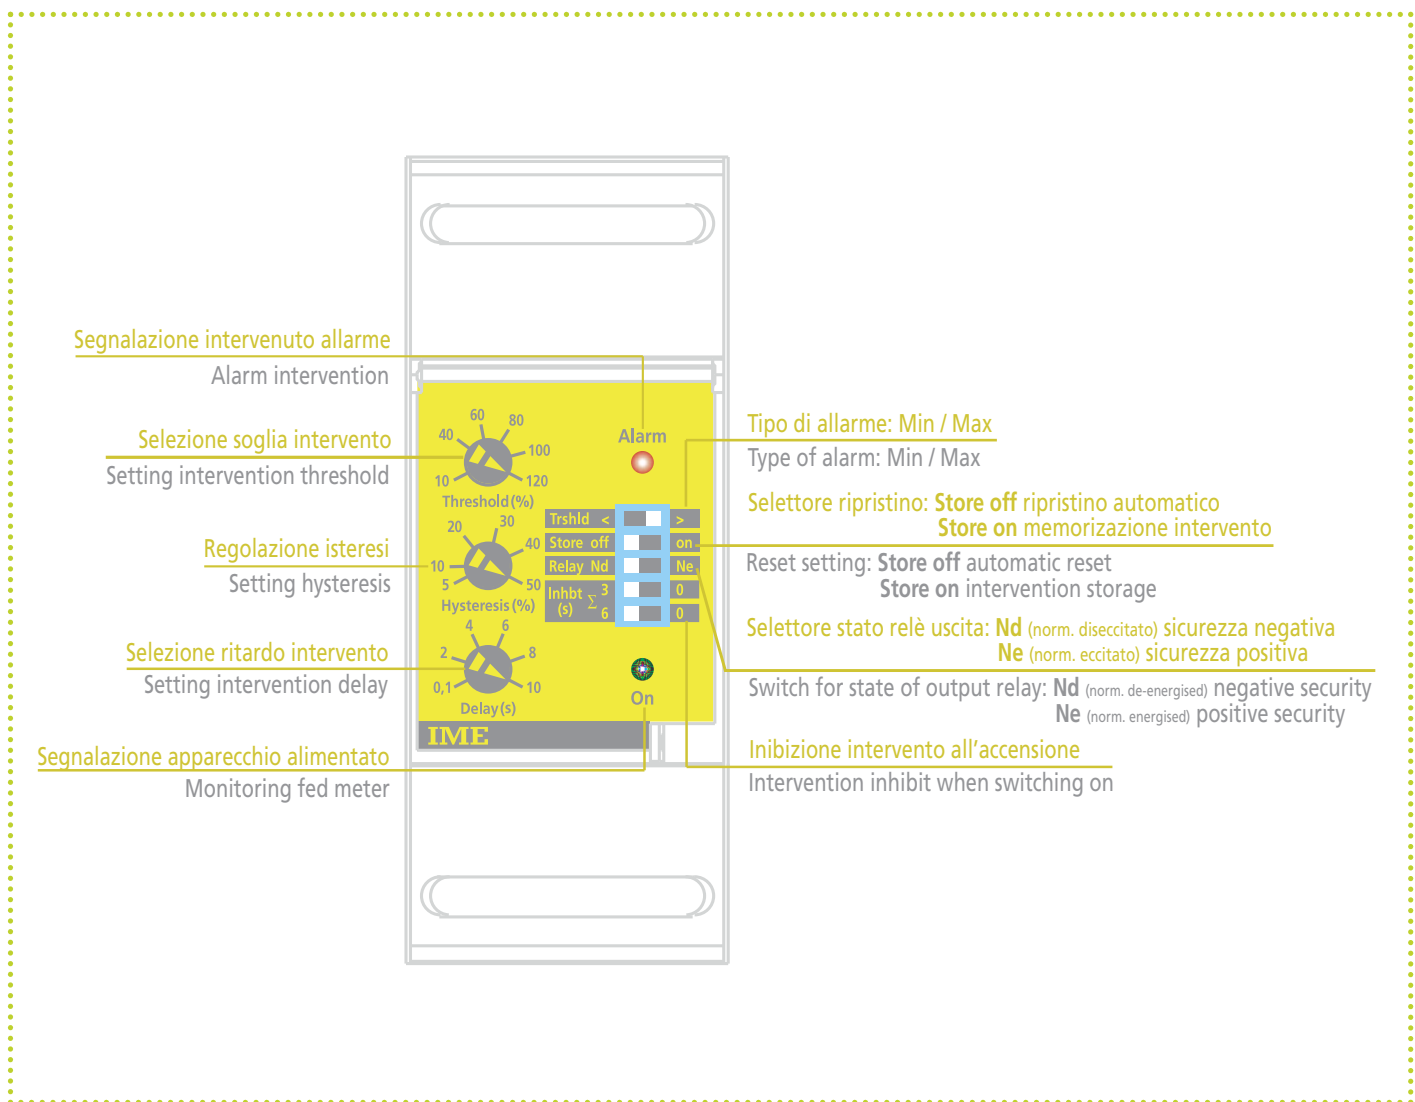 Segnalazione intervenuto allarme
Alarm intervention
Selezione soglia intervento
Setting intervention threshold
Regolazione isteresi
Setting hysteresis
Selezione ritardo intervento
Setting intervention delay
Segnalazione apparecchio alimentato
Monitoring fed meter
60
80
40
100
10
120
Threshold (%)
20
30
40
10
5
50
Hysteresis (%)
4
6
2
8
0,1
10
Delay (s)
IME
Alarm
Trshld < >
Store off on
Relay Nd Ne
Inhbt (s) ∑ 3 0
6 0
On
Tipo di allarme: Min / Max
Type of alarm: Min / Max
Selettore ripristino: Store off ripristino automatico
Store on memorizzazione intervento
Reset setting: Store off automatic reset
Store on intervention storage
Selettore stato relè uscita: Nd (norm. diseccitato) sicurezza negativa
Ne (norm. eccitato) sicurezza positiva
Switch for state of output relay: Nd (norm. de-energised) negative security
Ne (norm. energised) positive security
Inibizione intervento all'accensione
Intervention inhibit when switching on